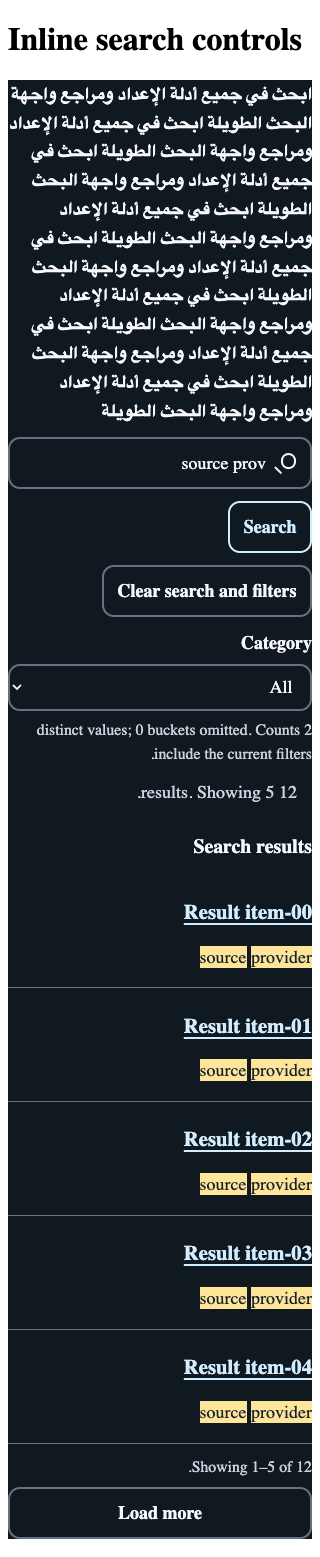 Inline search controls
ابحث في جميع أدلة الإعداد ومراجع واجهة
البحث الطويلة ابحث في جميع أدلة الإعداد
ومراجع واجهة البحث الطويلة ابحث في
جميع أدلة الإعداد ومراجع واجهة البحث
الطويلة ابحث في جميع أدلة الإعداد
ومراجع واجهة البحث الطويلة ابحث في
جميع أدلة الإعداد ومراجع واجهة البحث
الطويلة ابحث في جميع أدلة الإعداد
ومراجع واجهة البحث الطويلة ابحث في
جميع أدلة الإعداد ومراجع واجهة البحث
الطويلة ابحث في جميع أدلة الإعداد
ومراجع واجهة البحث الطويلة
source prov
Search
Clear search and filters
Category
All
distinct values; 0 buckets omitted. Counts 2
.include the current filters
.results. Showing 5 12
Search results
Result item-00
source provider
Result item-01
source provider
Result item-02
source provider
Result item-03
source provider
Result item-04
source provider
.Showing 1–5 of 12
Load more